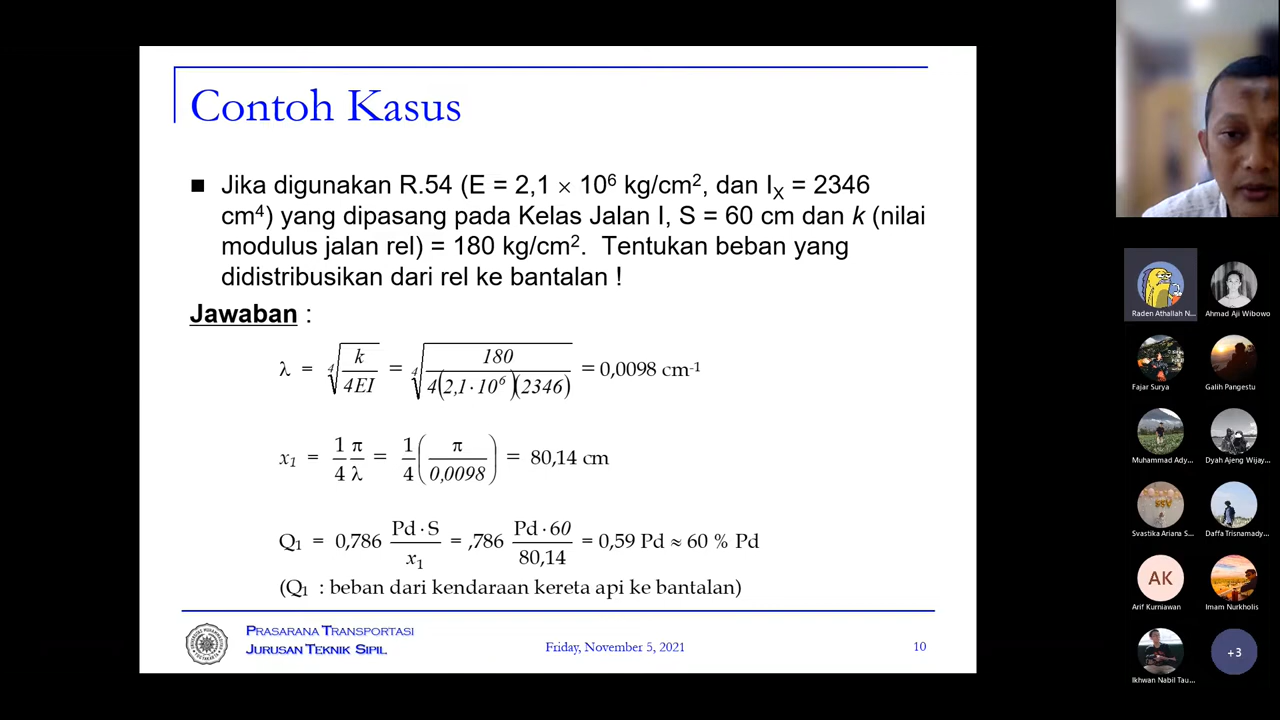 Contoh Kasus
■ Jika digunakan R.54 (E = 2,1 × 10⁶ kg/cm², dan I_X = 2346
cm⁴) yang dipasang pada Kelas Jalan I, S = 60 cm dan k (nilai
modulus jalan rel) = 180 kg/cm². Tentukan beban yang
didistribusikan dari rel ke bantalan !
Jawaban :
λ = ⁴√(k / 4EI) = ⁴√(180 / 4(2,1·10⁶)(2346)) = 0,0098 cm⁻¹
x₁ = 1/4 π/λ = 1/4 (π / 0,0098) = 80,14 cm
Q₁ = 0,786 Pd·S / x₁ = ,786 Pd·60 / 80,14 = 0,59 Pd ≈ 60 % Pd
(Q₁ : beban dari kendaraan kereta api ke bantalan)
PRASARANA TRANSPORTASI
JURUSAN TEKNIK SIPIL
Friday, November 5, 2021
10
Raden Athallah N...
Ahmad Aji Wibowo
Fajar Surya
Galih Pangestu
Muhammad Ady...
Dyah Ajeng Wijay...
Svastika Ariana S...
Daffa Trisnamady...
AK
Arif Kurniawan
Imam Nurkholis
Ikhwan Nabil Tau...
+3